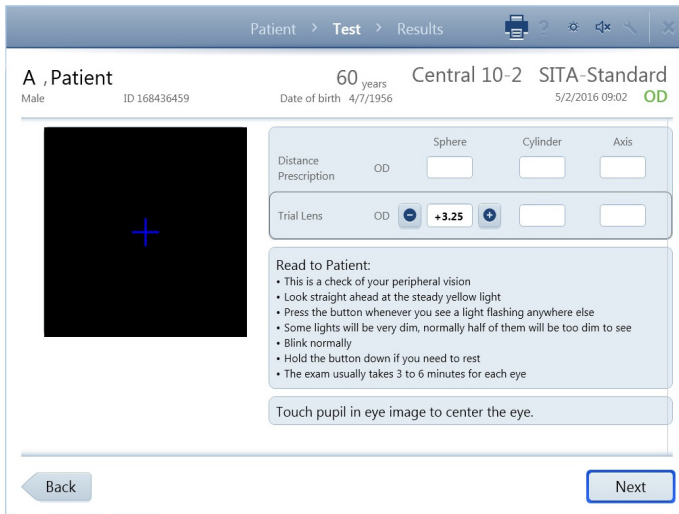 Patient > Test > Results
A , Patient
60 years
Central 10-2 SITA-Standard
Male ID 168436459
Date of birth 4/7/1956
5/2/2016 09:02 OD
Sphere Cylinder Axis
Distance
Prescription OD
Trial Lens OD +3.25
Read to Patient:
• This is a check of your peripheral vision
• Look straight ahead at the steady yellow light
• Press the button whenever you see a light flashing anywhere else
• Some lights will be very dim, normally half of them will be too dim to see
• Blink normally
• Hold the button down if you need to rest
• The exam usually takes 3 to 6 minutes for each eye
Touch pupil in eye image to center the eye.
Back
Next